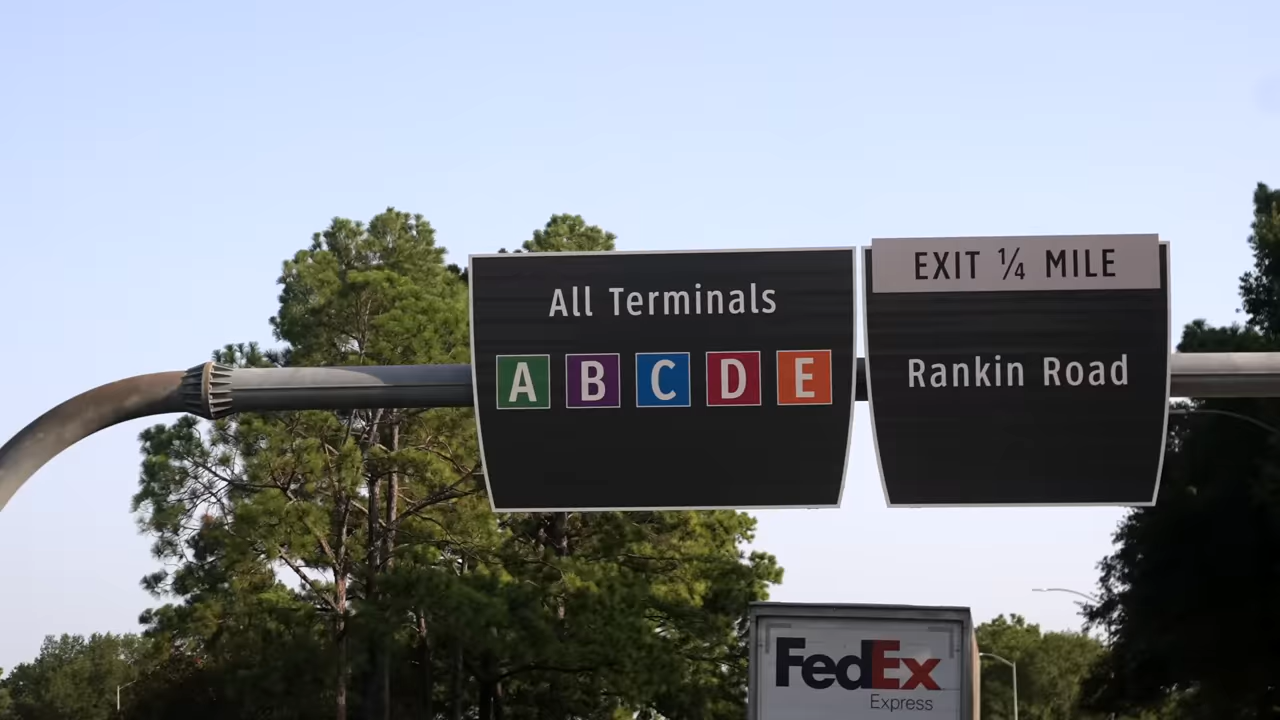 All Terminals
A B C D E
EXIT ¼ MILE
Rankin Road
FedEx
Express